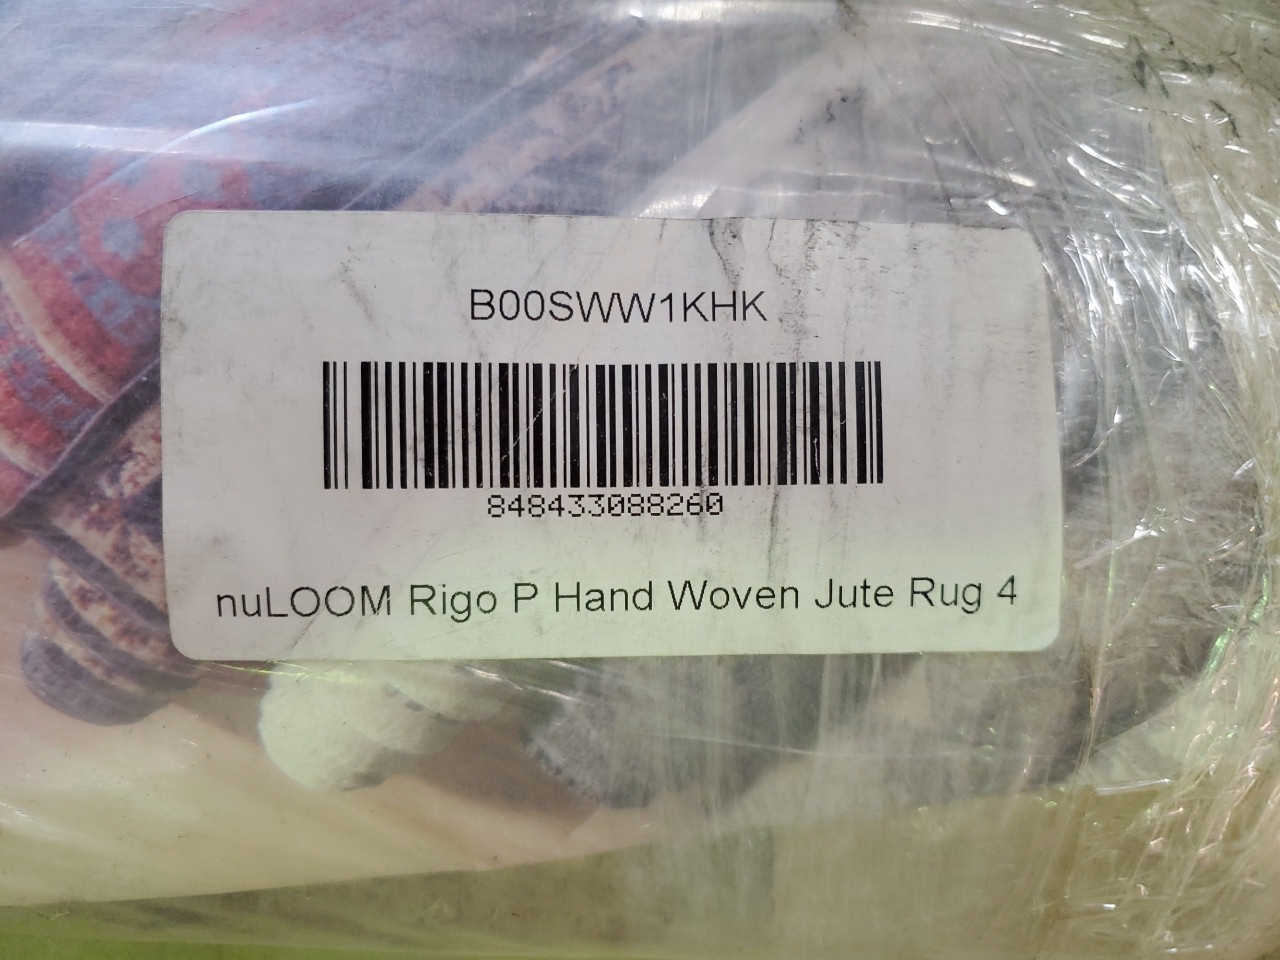 B00SWW1KHK
848433088260
nuLOOM Rigo P Hand Woven Jute Rug 4